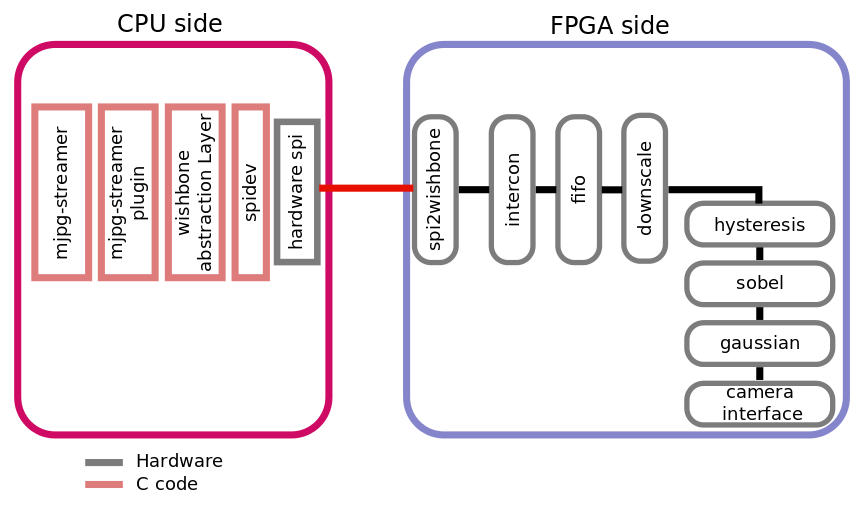 CPU side
FPGA side
mjpg-streamer
mjpg-streamer
plugin
wishbone
abstraction Layer
spidev
hardware spi
spi2wishbone
intercon
fifo
downscale
hysteresis
sobel
gaussian
camera
interface
Hardware
C code